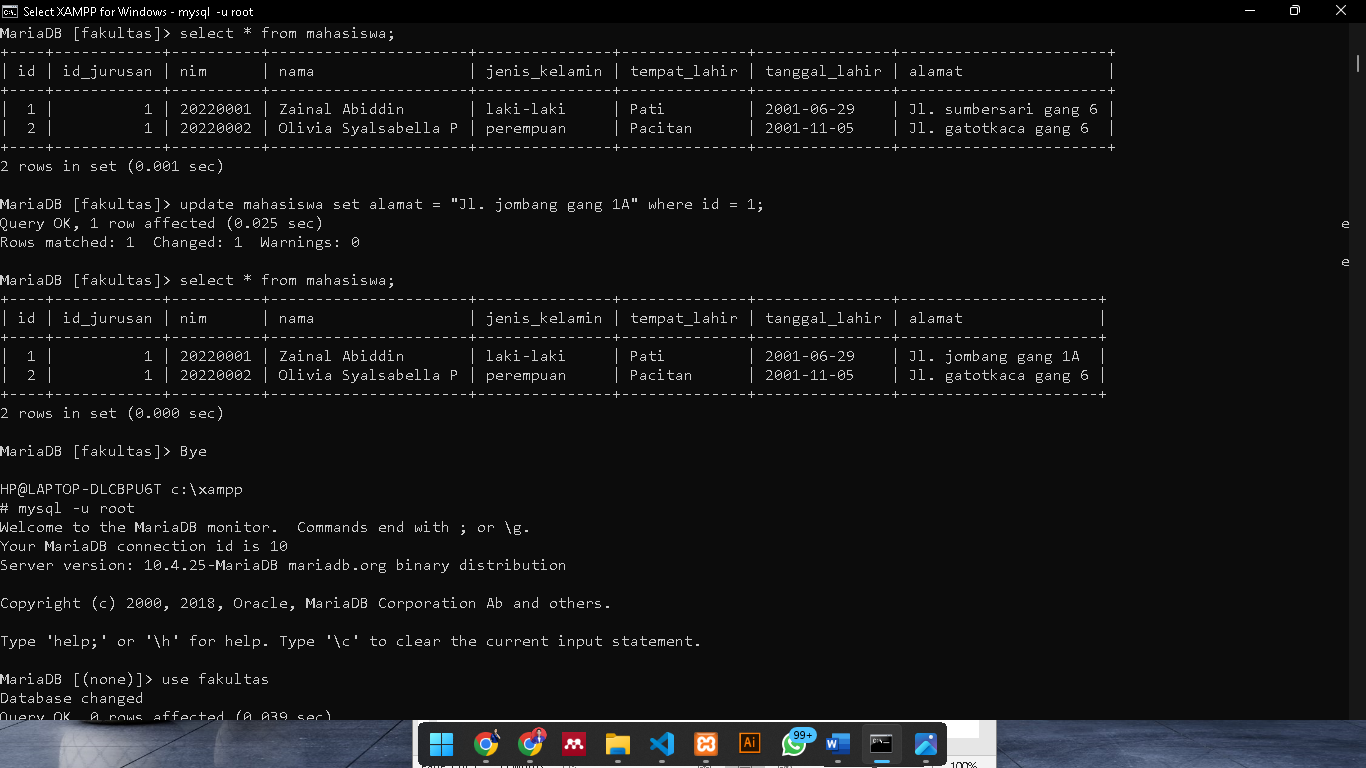 Select XAMPP for Windows - mysql -u root
MariaDB [fakultas]> select * from mahasiswa;
+----+------------+----------+----------------------+---------------+--------------+---------------+-----------------------+
| id | id_jurusan | nim      | nama                 | jenis_kelamin | tempat_lahir | tanggal_lahir | alamat                |
+----+------------+----------+----------------------+---------------+--------------+---------------+-----------------------+
|  1 |          1 | 20220001 | Zainal Abiddin       | laki-laki     | Pati         | 2001-06-29    | Jl. sumbersari gang 6 |
|  2 |          1 | 20220002 | Olivia Syalsabella P | perempuan     | Pacitan      | 2001-11-05    | Jl. gatotkaca gang 6  |
+----+------------+----------+----------------------+---------------+--------------+---------------+-----------------------+
2 rows in set (0.001 sec)
MariaDB [fakultas]> update mahasiswa set alamat = "Jl. jombang gang 1A" where id = 1;
Query OK, 1 row affected (0.025 sec)
e
Rows matched: 1  Changed: 1  Warnings: 0
e
MariaDB [fakultas]> select * from mahasiswa;
+----+------------+----------+----------------------+---------------+--------------+---------------+----------------------+
| id | id_jurusan | nim      | nama                 | jenis_kelamin | tempat_lahir | tanggal_lahir | alamat               |
+----+------------+----------+----------------------+---------------+--------------+---------------+----------------------+
|  1 |          1 | 20220001 | Zainal Abiddin       | laki-laki     | Pati         | 2001-06-29    | Jl. jombang gang 1A  |
|  2 |          1 | 20220002 | Olivia Syalsabella P | perempuan     | Pacitan      | 2001-11-05    | Jl. gatotkaca gang 6 |
+----+------------+----------+----------------------+---------------+--------------+---------------+----------------------+
2 rows in set (0.000 sec)
MariaDB [fakultas]> Bye
HP@LAPTOP-DLCBPU6T c:\xampp
# mysql -u root
Welcome to the MariaDB monitor.  Commands end with ; or \g.
Your MariaDB connection id is 10
Server version: 10.4.25-MariaDB mariadb.org binary distribution
Copyright (c) 2000, 2018, Oracle, MariaDB Corporation Ab and others.
Type 'help;' or '\h' for help. Type '\c' to clear the current input statement.
MariaDB [(none)]> use fakultas
Database changed
Query OK, 0 rows affected (0.039 sec)
Ai
99+
100%